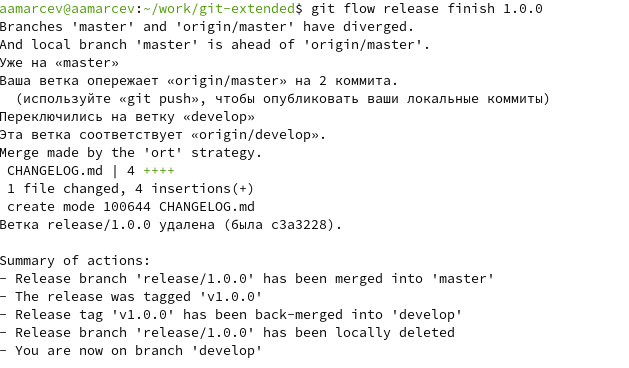 aamarcev@aamarcev:~/work/git-extended$ git flow release finish 1.0.0
Branches 'master' and 'origin/master' have diverged.
And local branch 'master' is ahead of 'origin/master'.
Уже на «master»
Ваша ветка опережает «origin/master» на 2 коммита.
  (используйте «git push», чтобы опубликовать ваши локальные коммиты)
Переключились на ветку «develop»
Эта ветка соответствует «origin/develop».
Merge made by the 'ort' strategy.
 CHANGELOG.md | 4 ++++
 1 file changed, 4 insertions(+)
 create mode 100644 CHANGELOG.md
Ветка release/1.0.0 удалена (была c3a3228).

Summary of actions:
- Release branch 'release/1.0.0' has been merged into 'master'
- The release was tagged 'v1.0.0'
- Release tag 'v1.0.0' has been back-merged into 'develop'
- Release branch 'release/1.0.0' has been locally deleted
- You are now on branch 'develop'